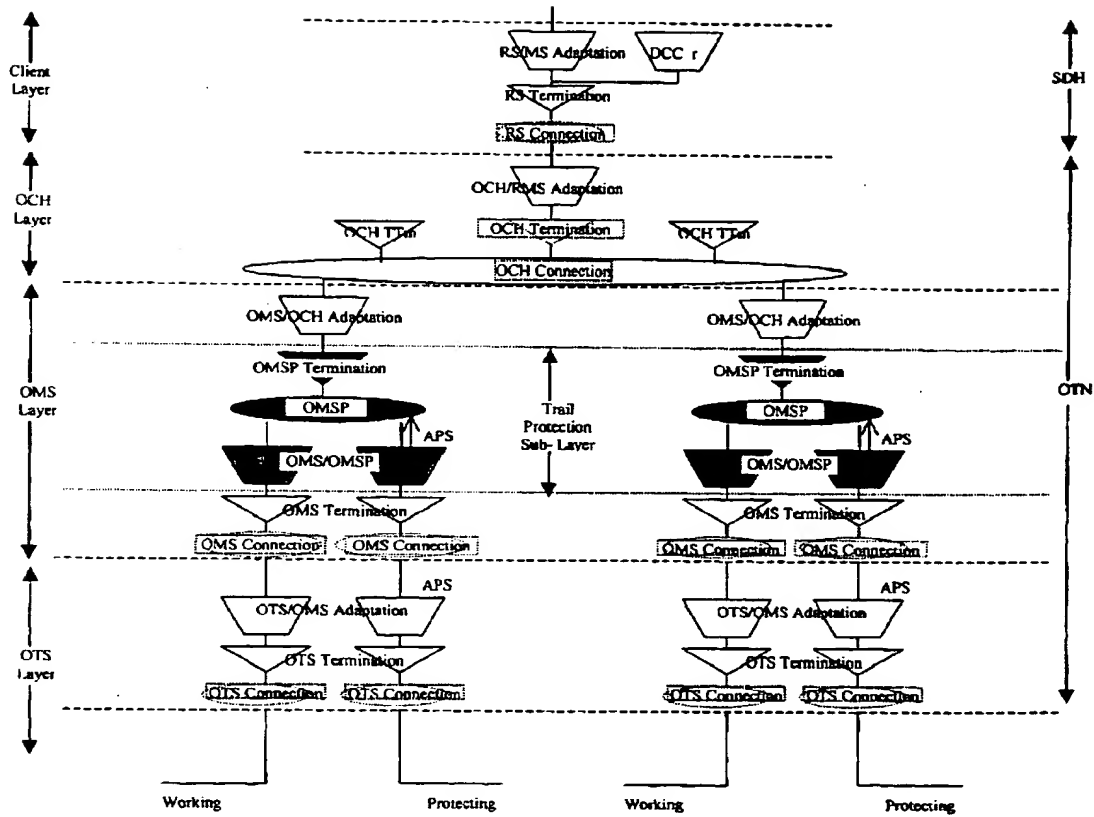 RS/MS Adaptation
DCC r
Client
Layer
SDH
RS Termination
RS Connection
OCH/RMS Adaptation
OCH
Layer
OCH TTm
OCH Termination
OCH TTm
OCH Connection
OMS/OCH Adaptation
OMS/OCH Adaptation
OMSP Termination
OMSP Termination
OMS
Layer
OTN
OMSP
Trail
Protection
Sub-Layer
OMSP
APS
APS
OMS/OMSP
OMS/OMSP
OMS Termination
OMS Termination
OMS Connection
OMS Connection
OMS Connection
OMS Connection
APS
APS
OTS/OMS Adaptation
OTS/OMS Adaptation
OTS
Layer
OTS Termination
OTS Termination
OTS Connection
OTS Connection
OTS Connection
OTS Connection
Working
Protecting
Working
Protecting